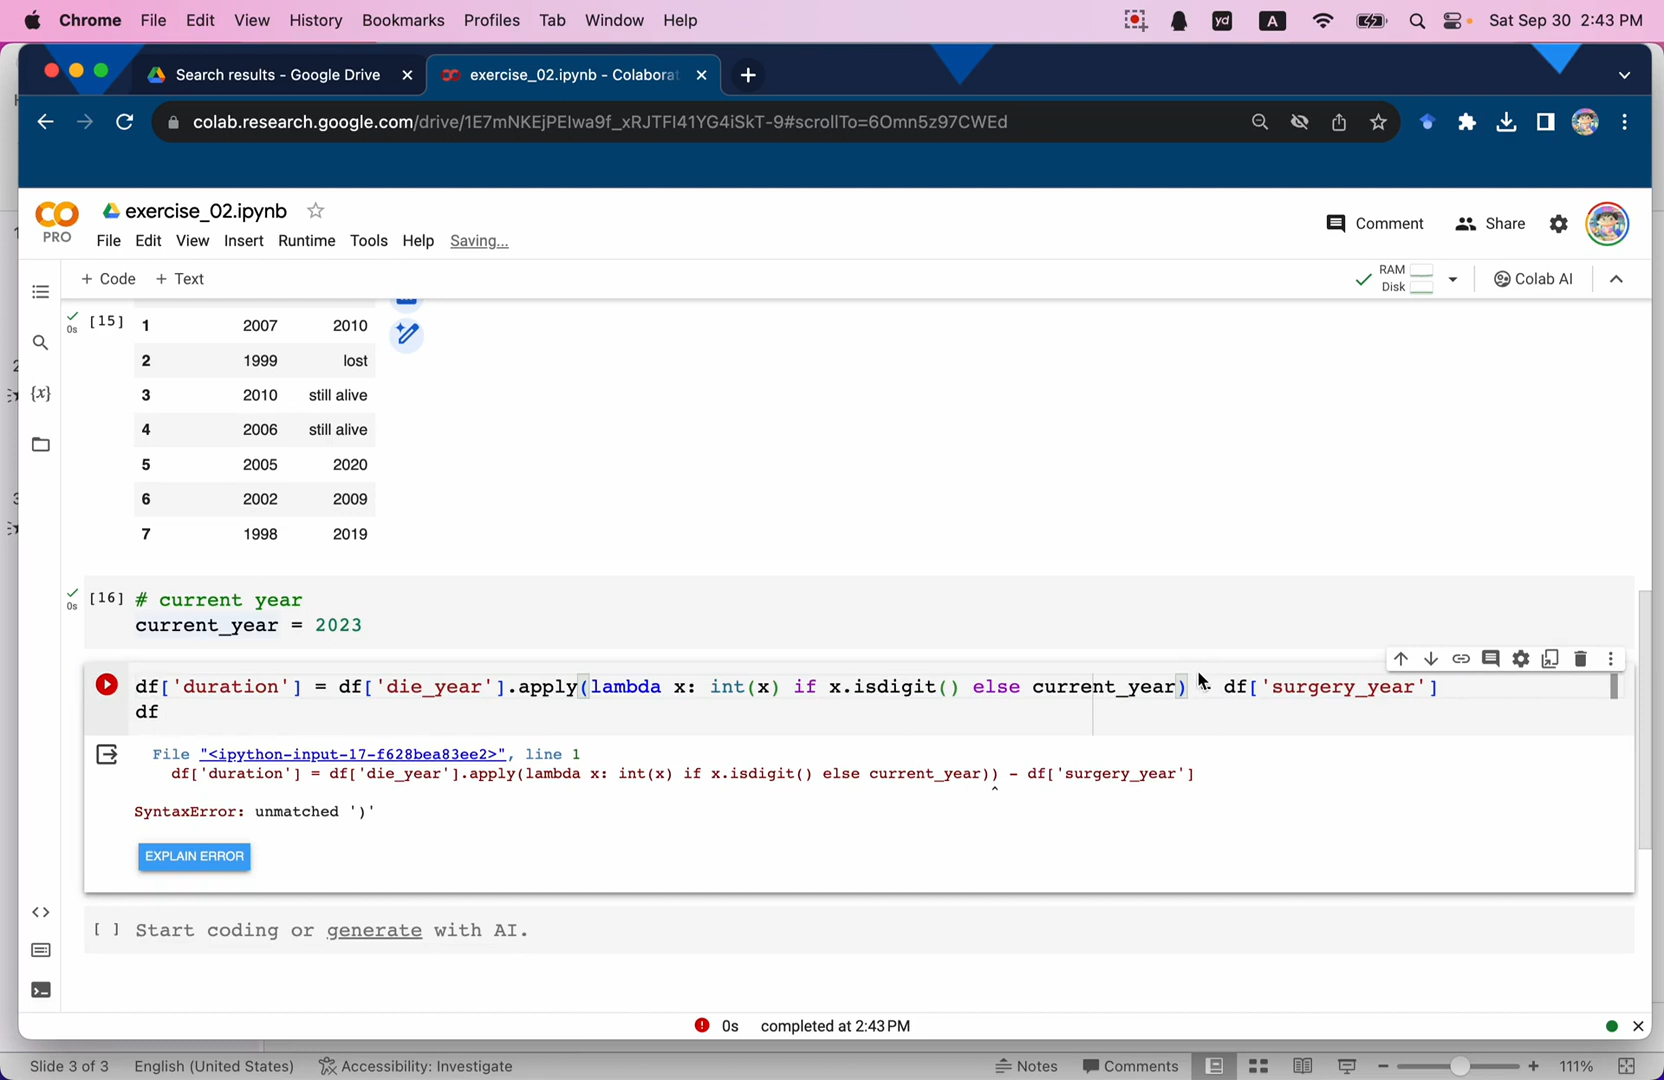 Chrome File Edit View History Bookmarks Profiles Tab Window Help yd A Sat Sep 30 2:43 PM
Search results - Google Drive exercise_02.ipynb - Colaborat
colab.research.google.com/drive/1E7mNKEjPEIwa9f_xRJTFI41YG4iSkT-9#scrollTo=6Omn5z97CWEd
CO PRO exercise_02.ipynb Comment Share
File Edit View Insert Runtime Tools Help Saving...
+ Code + Text RAM Disk Colab AI
0s [15] 1 2007 2010
2 1999 lost
3 2010 still alive
4 2006 still alive
5 2005 2020
6 2002 2009
7 1998 2019
0s [16] # current year
current_year = 2023
df['duration'] = df['die_year'].apply(lambda x: int(x) if x.isdigit() else current_year) - df['surgery_year']
df
File "<ipython-input-17-f628bea83ee2>", line 1
df['duration'] = df['die_year'].apply(lambda x: int(x) if x.isdigit() else current_year)) - df['surgery_year']
^
SyntaxError: unmatched ')'
EXPLAIN ERROR
[ ] Start coding or generate with AI.
0s completed at 2:43 PM
Slide 3 of 3 English (United States) Accessibility: Investigate Notes Comments 111%